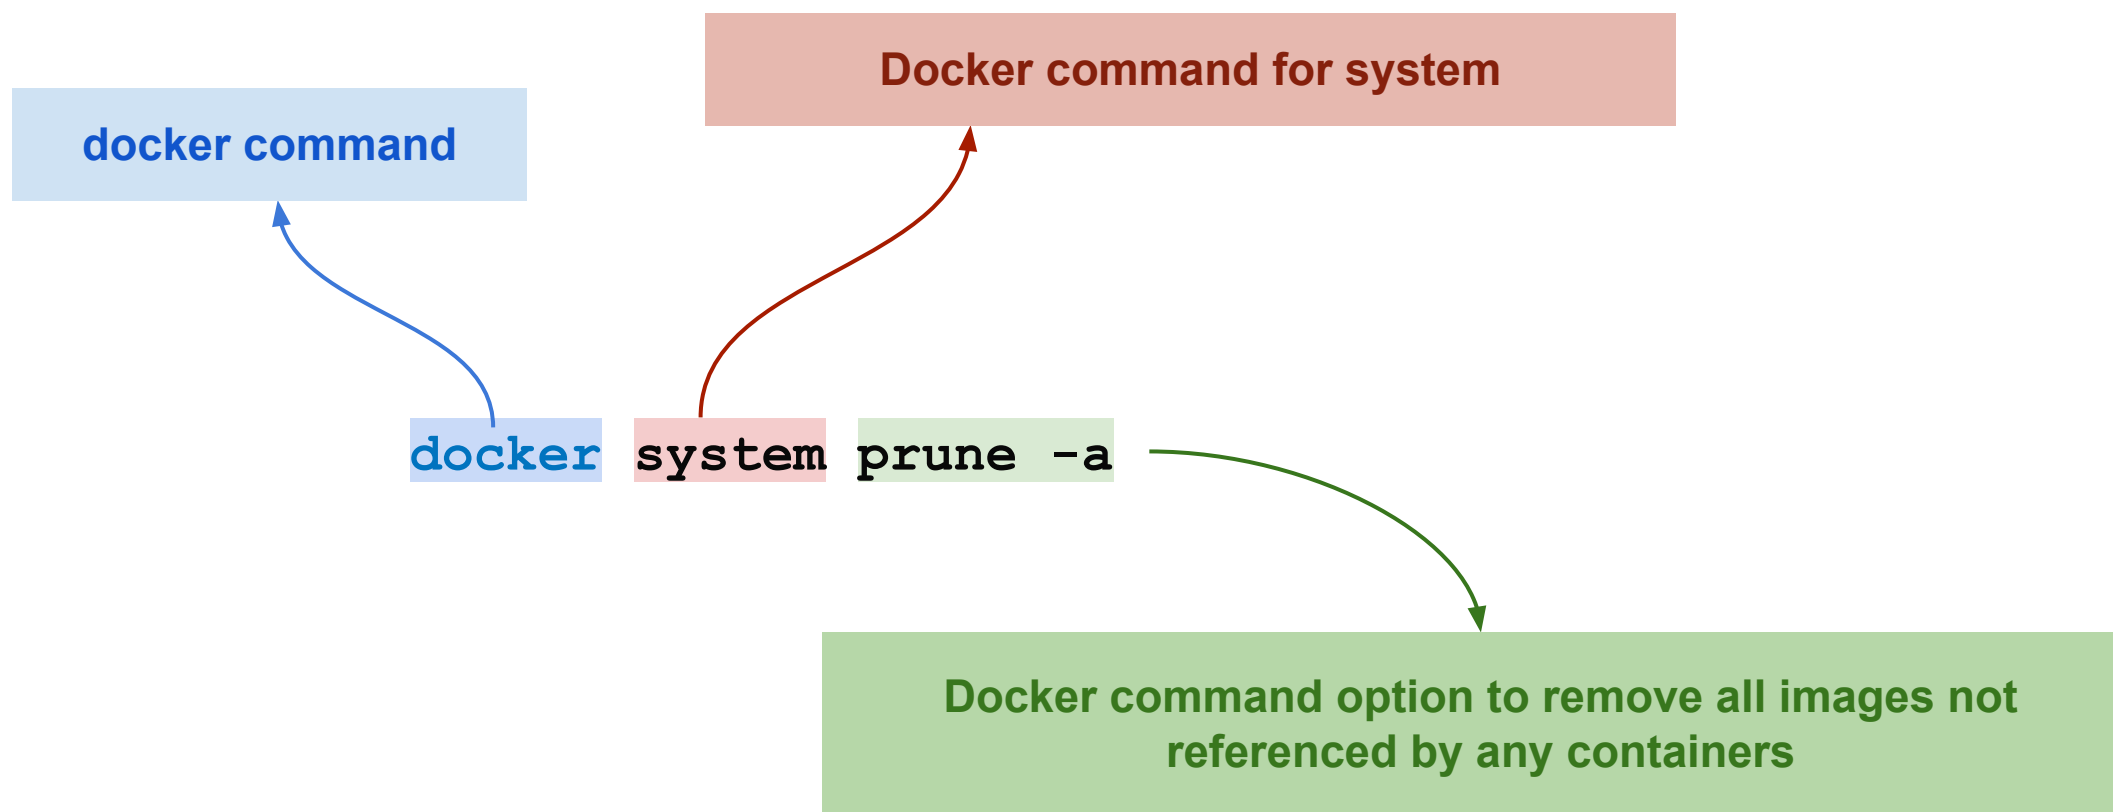 Docker command for system
docker command
docker system prune -a
Docker command option to remove all images not
referenced by any containers